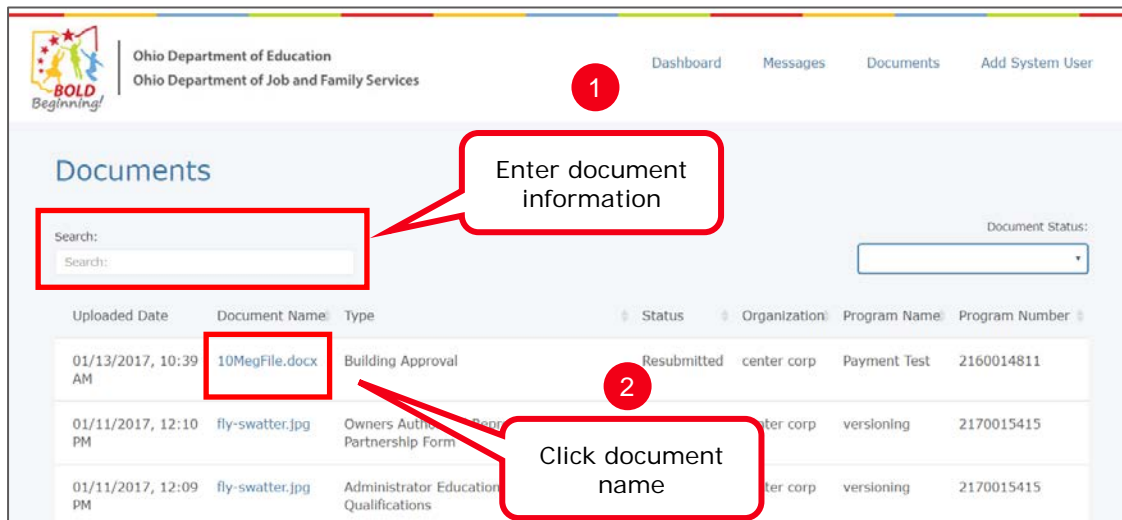 BOLD
Beginning!
Ohio Department of Education
Ohio Department of Job and Family Services
Dashboard Messages Documents Add System User
1
Enter document
information
Documents
Search:
Search:
Document Status:
Uploaded Date Document Name Type Status Organization Program Name Program Number
01/13/2017, 10:39
AM
10MegFile.docx Building Approval Resubmitted center corp Payment Test 2160014811
2
Click document
name
01/11/2017, 12:10
PM
fly-swatter.jpg Owners
Partnership Form
corp versioning 2170015415
01/11/2017, 12:09
PM
fly-swatter.jpg Administrator Education
Qualifications
corp versioning 2170015415